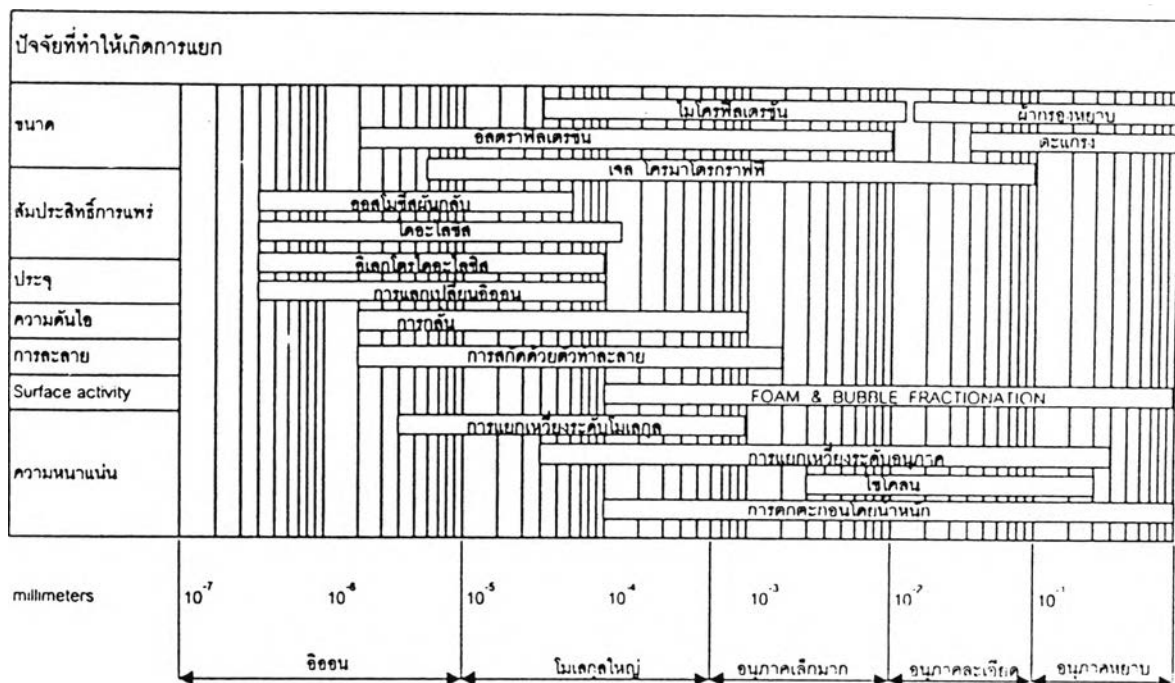 ปัจจัยที่ทำให้เกิดการแยก
ขนาด
ไมโครฟิลเตรชัน
ผ้ากรองหยาบ
อัลตราฟิลเตรชัน
ตะแกรง
เจล โครมาโตกราฟฟี
สัมประสิทธิ์การแพร่
ออสโมซีสผันกลับ
ไดอะไลซีส
ประจุ
อิเลกโตรไดอะไลซิส
การแลกเปลี่ยนอิออน
ความดันไอ
การกลั่น
การละลาย
การสกัดด้วยตัวทำละลาย
Surface activity
FOAM & BUBBLE FRACTIONATION
ความหนาแน่น
การแยกเหวี่ยงระดับโมเลกุล
การแยกเหวี่ยงระดับอนุภาค
ไซโคลน
การตกตะกอนโดยน้ำหนัก
millimeters 10⁻⁷ 10⁻⁶ 10⁻⁵ 10⁻⁴ 10⁻³ 10⁻² 10⁻¹
อิออน โมเลกุลใหญ่ อนุภาคเล็กมาก อนุภาคละเอียด อนุภาคหยาบ